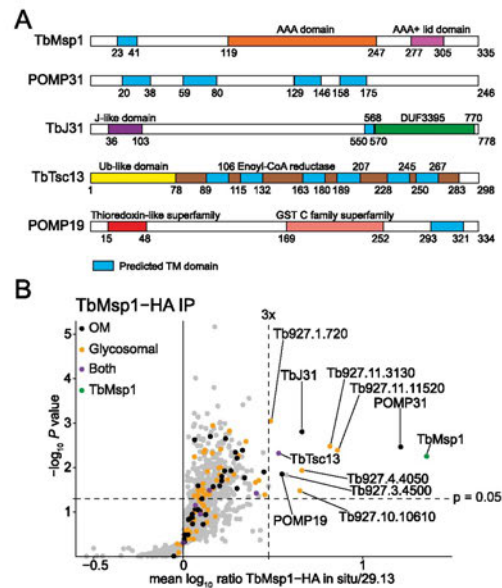 A
AAA domain
AAA+ lid domain
TbMsp1
23 41 119 247 277 305 335
POMP31
20 38 59 80 129 146 158 175 246
J-like domain
568
DUF3395
770
TbJ31
36 103 550 570 778
Ub-like domain
106 Enoyl-CoA reductase
207 245 267
TbTsc13
1 78 89 115 132 163 180 189 228 250 283 298
Thioredoxin-like superfamily
GST C family superfamily
POMP19
15 48 169 252 293 321 334
Predicted TM domain
B
TbMsp1-HA IP
3x
OM
Glycosomal
Both
TbMsp1
Tb927.1.720
TbJ31
Tb927.11.3130
Tb927.11.11520
POMP31
TbMsp1
TbTsc13
Tb927.4.4050
Tb927.3.4500
Tb927.10.10610
POMP19
p = 0.05
-log10 P value
5
4
3
2
1
-0.5 0 0.5 1
mean log10 ratio TbMsp1-HA in situ/29.13